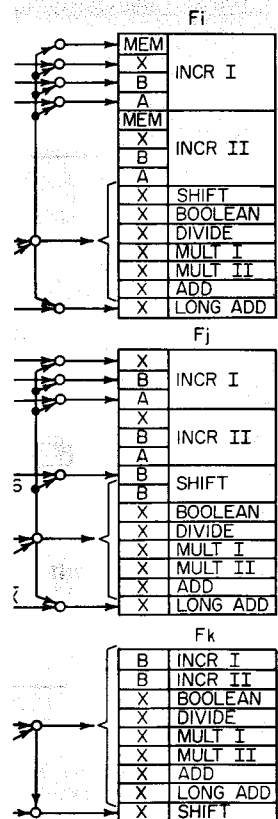 Fi
MEM
X
B
A
INCR I
MEM
X
B
A
INCR II
X SHIFT
X BOOLEAN
X DIVIDE
X MULT I
X MULT II
X ADD
X LONG ADD
Fj
X
B
A
INCR I
X
B
A
INCR II
B
B
SHIFT
X BOOLEAN
X DIVIDE
X MULT I
X MULT II
X ADD
X LONG ADD
Fk
B INCR I
B INCR II
X BOOLEAN
X DIVIDE
X MULT I
X MULT II
X ADD
X LONG ADD
X SHIFT